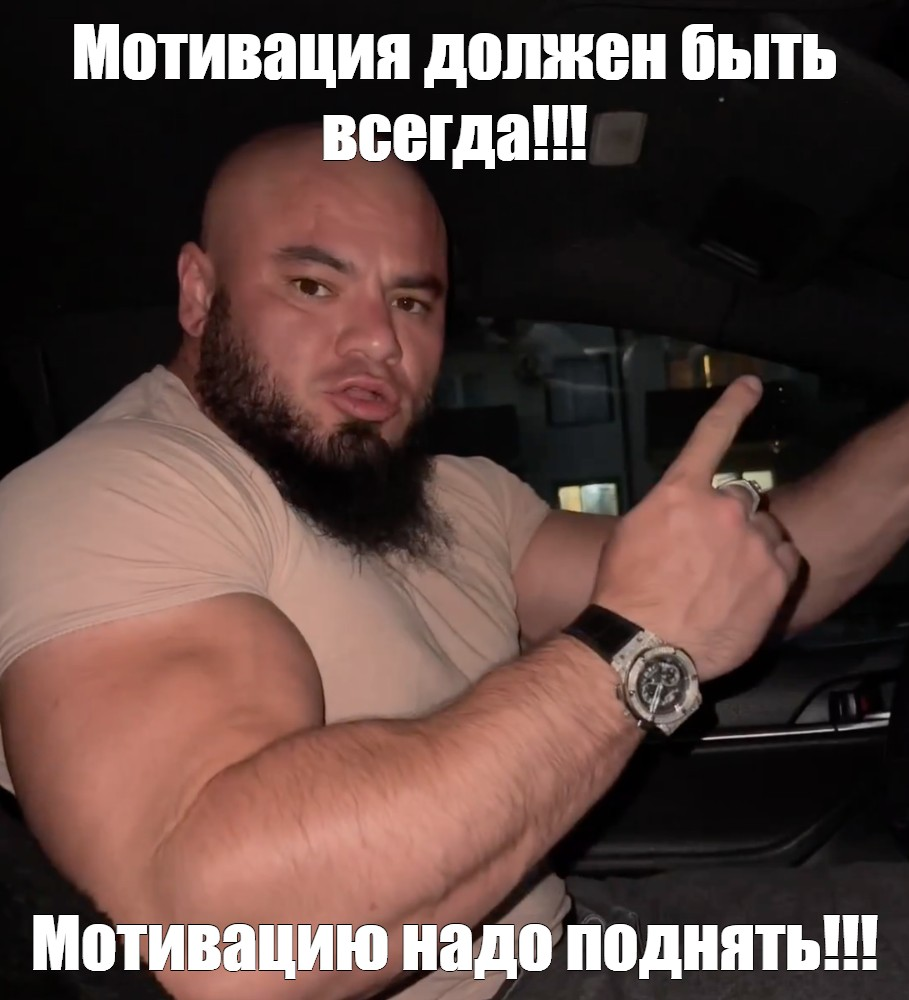 Мотивация должен быть
всегда!!!
Мотивацию надо поднять!!!